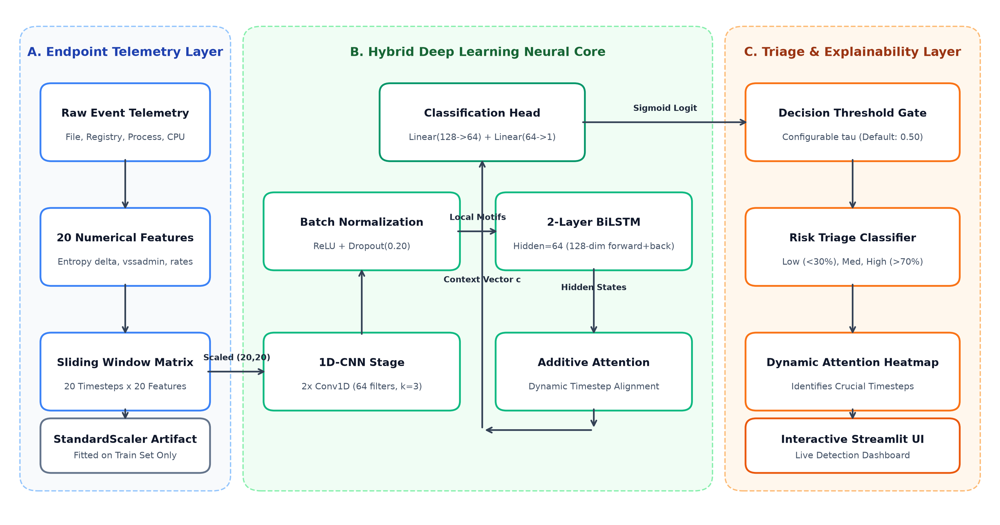 A. Endpoint Telemetry Layer
Raw Event Telemetry
File, Registry, Process, CPU
20 Numerical Features
Entropy delta, vssadmin, rates
Sliding Window Matrix
20 Timesteps x 20 Features
StandardScaler Artifact
Fitted on Train Set Only
Scaled (20,20)
B. Hybrid Deep Learning Neural Core
Classification Head
Linear(128->64) + Linear(64->1)
Batch Normalization
ReLU + Dropout(0.20)
Local Motifs
2-Layer BiLSTM
Hidden=64 (128-dim forward+back)
Context Vector c
Hidden States
1D-CNN Stage
2x Conv1D (64 filters, k=3)
Additive Attention
Dynamic Timestep Alignment
Sigmoid Logit
C. Triage & Explainability Layer
Decision Threshold Gate
Configurable tau (Default: 0.50)
Risk Triage Classifier
Low (<30%), Med, High (>70%)
Dynamic Attention Heatmap
Identifies Crucial Timesteps
Interactive Streamlit UI
Live Detection Dashboard